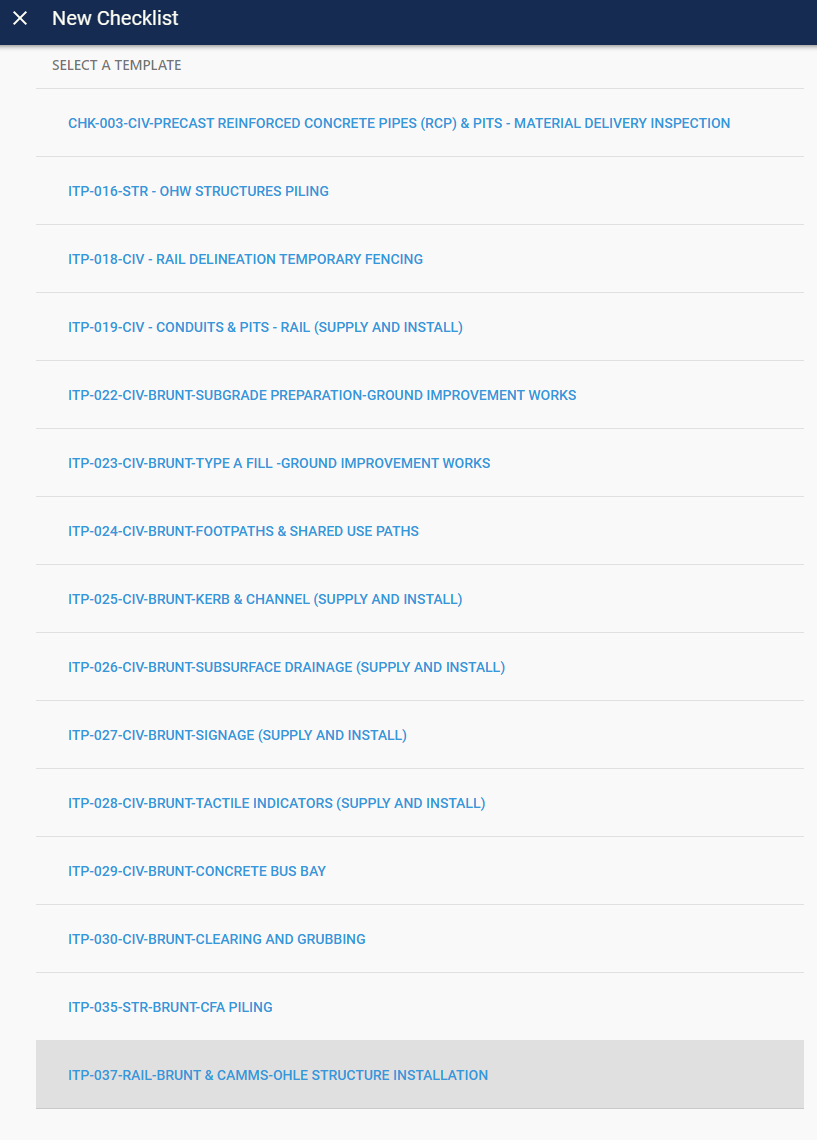 New Checklist
SELECT A TEMPLATE
CHK-003-CIV-PRECAST REINFORCED CONCRETE PIPES (RCP) & PITS - MATERIAL DELIVERY INSPECTION
ITP-016-STR - OHW STRUCTURES PILING
ITP-018-CIV - RAIL DELINEATION TEMPORARY FENCING
ITP-019-CIV - CONDUITS & PITS - RAIL (SUPPLY AND INSTALL)
ITP-022-CIV-BRUNT-SUBGRADE PREPARATION-GROUND IMPROVEMENT WORKS
ITP-023-CIV-BRUNT-TYPE A FILL -GROUND IMPROVEMENT WORKS
ITP-024-CIV-BRUNT-FOOTPATHS & SHARED USE PATHS
ITP-025-CIV-BRUNT-KERB & CHANNEL (SUPPLY AND INSTALL)
ITP-026-CIV-BRUNT-SUBSURFACE DRAINAGE (SUPPLY AND INSTALL)
ITP-027-CIV-BRUNT-SIGNAGE (SUPPLY AND INSTALL)
ITP-028-CIV-BRUNT-TACTILE INDICATORS (SUPPLY AND INSTALL)
ITP-029-CIV-BRUNT-CONCRETE BUS BAY
ITP-030-CIV-BRUNT-CLEARING AND GRUBBING
ITP-035-STR-BRUNT-CFA PILING
ITP-037-RAIL-BRUNT & CAMMS-OHLE STRUCTURE INSTALLATION